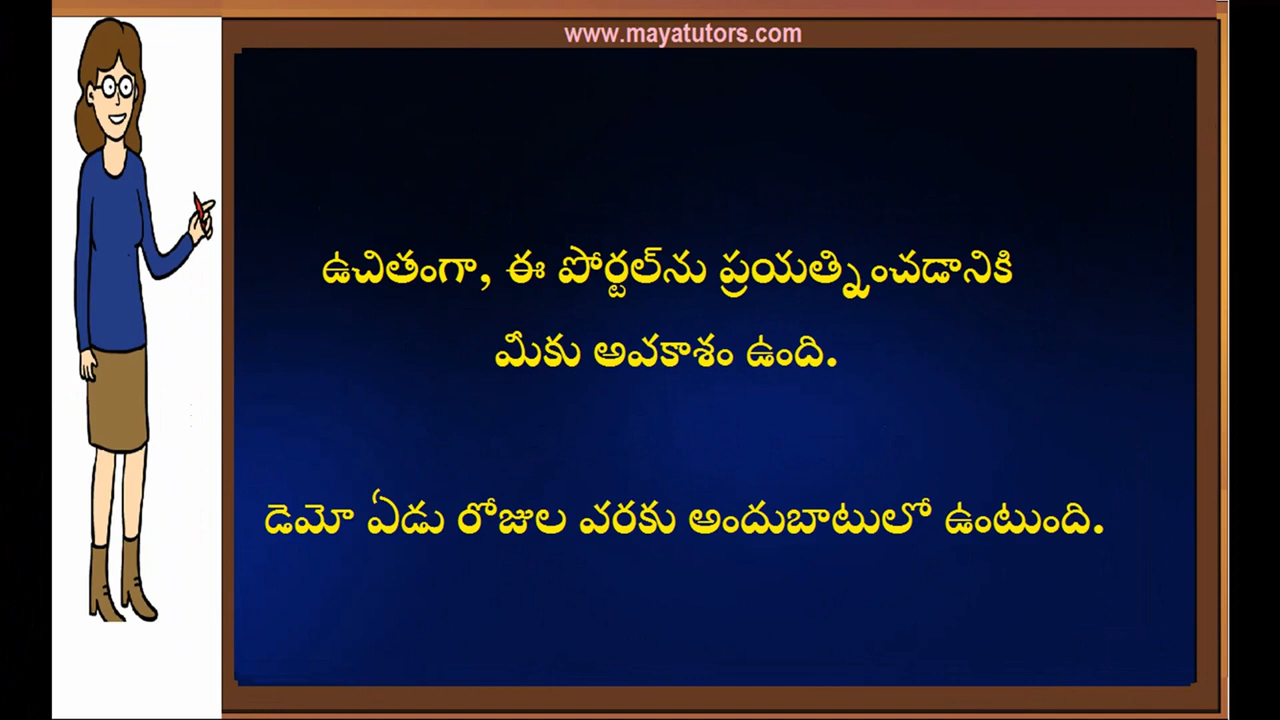 www.mayatutors.com
ఉచితంగా, ఈ పోర్టల్‌ను ప్రయత్నించడానికి
మీకు అవకాశం ఉంది.
డెమో ఏడు రోజుల వరకు అందుబాటులో ఉంటుంది.